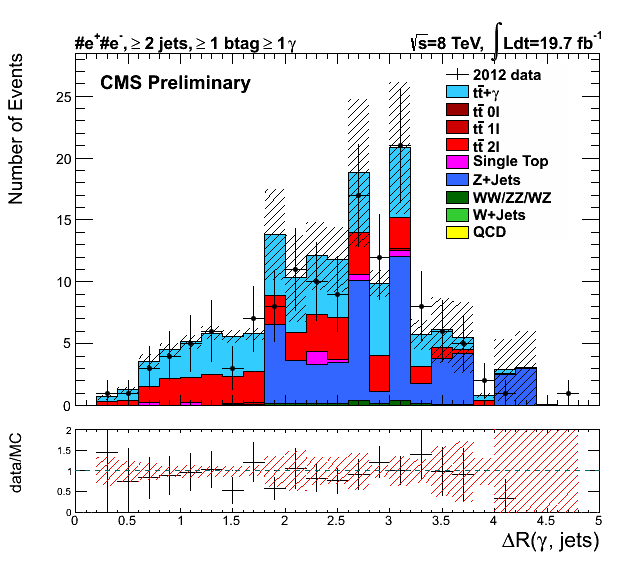 #e⁺#e⁻, ≥ 2 jets, ≥ 1 btag ≥ 1γ
√s=8 TeV, ∫Ldt=19.7 fb⁻¹
CMS Preliminary
Number of Events
25
20
15
10
5
0
2012 data
tt̄+γ
tt̄ 0l
tt̄ 1l
tt̄ 2l
Single Top
Z+Jets
WW/ZZ/WZ
W+Jets
QCD
data/MC
2
1.5
1
0.5
0
0 0.5 1 1.5 2 2.5 3 3.5 4 4.5 5
ΔR(γ, jets)